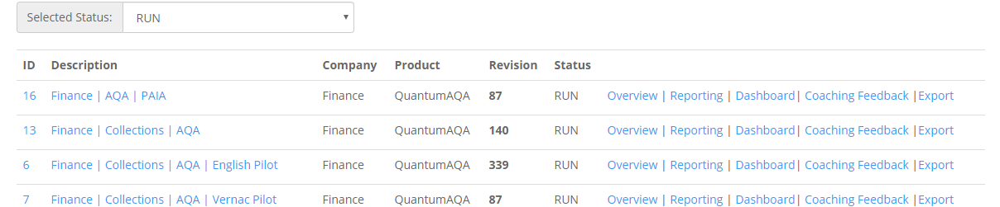 Selected Status: RUN
ID Description Company Product Revision Status
16 Finance | AQA | PAIA Finance QuantumAQA 87 RUN Overview | Reporting | Dashboard| Coaching Feedback |Export
13 Finance | Collections | AQA Finance QuantumAQA 140 RUN Overview | Reporting | Dashboard| Coaching Feedback |Export
6 Finance | Collections | AQA | English Pilot Finance QuantumAQA 339 RUN Overview | Reporting | Dashboard| Coaching Feedback |Export
7 Finance | Collections | AQA | Vernac Pilot Finance QuantumAQA 87 RUN Overview | Reporting | Dashboard| Coaching Feedback |Export